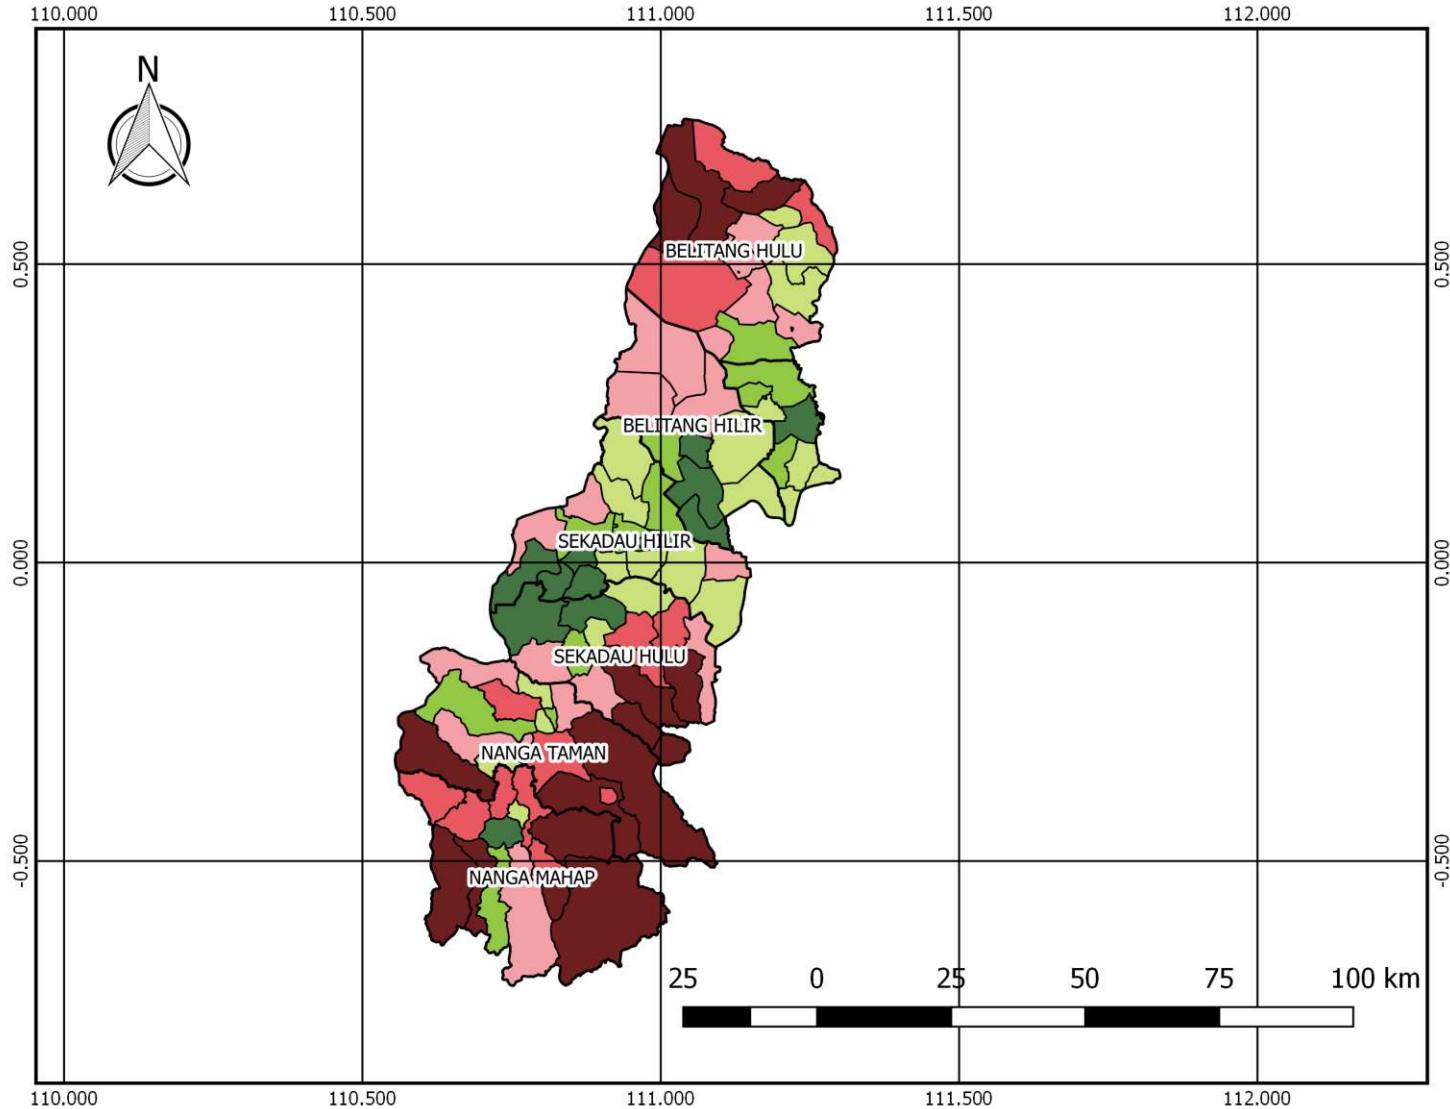 110.000 110.500 111.000 111.500 112.000
N
BELITANG HULU
0.500 0.500
BELITANG HILIR
SEKADAU HILIR
0.000 0.000
SEKADAU HULU
NANGA TAMAN
-0.500 -0.500
NANGA MAHAP
25 0 25 50 75 100 km
110.000 110.500 111.000 111.500 112.000